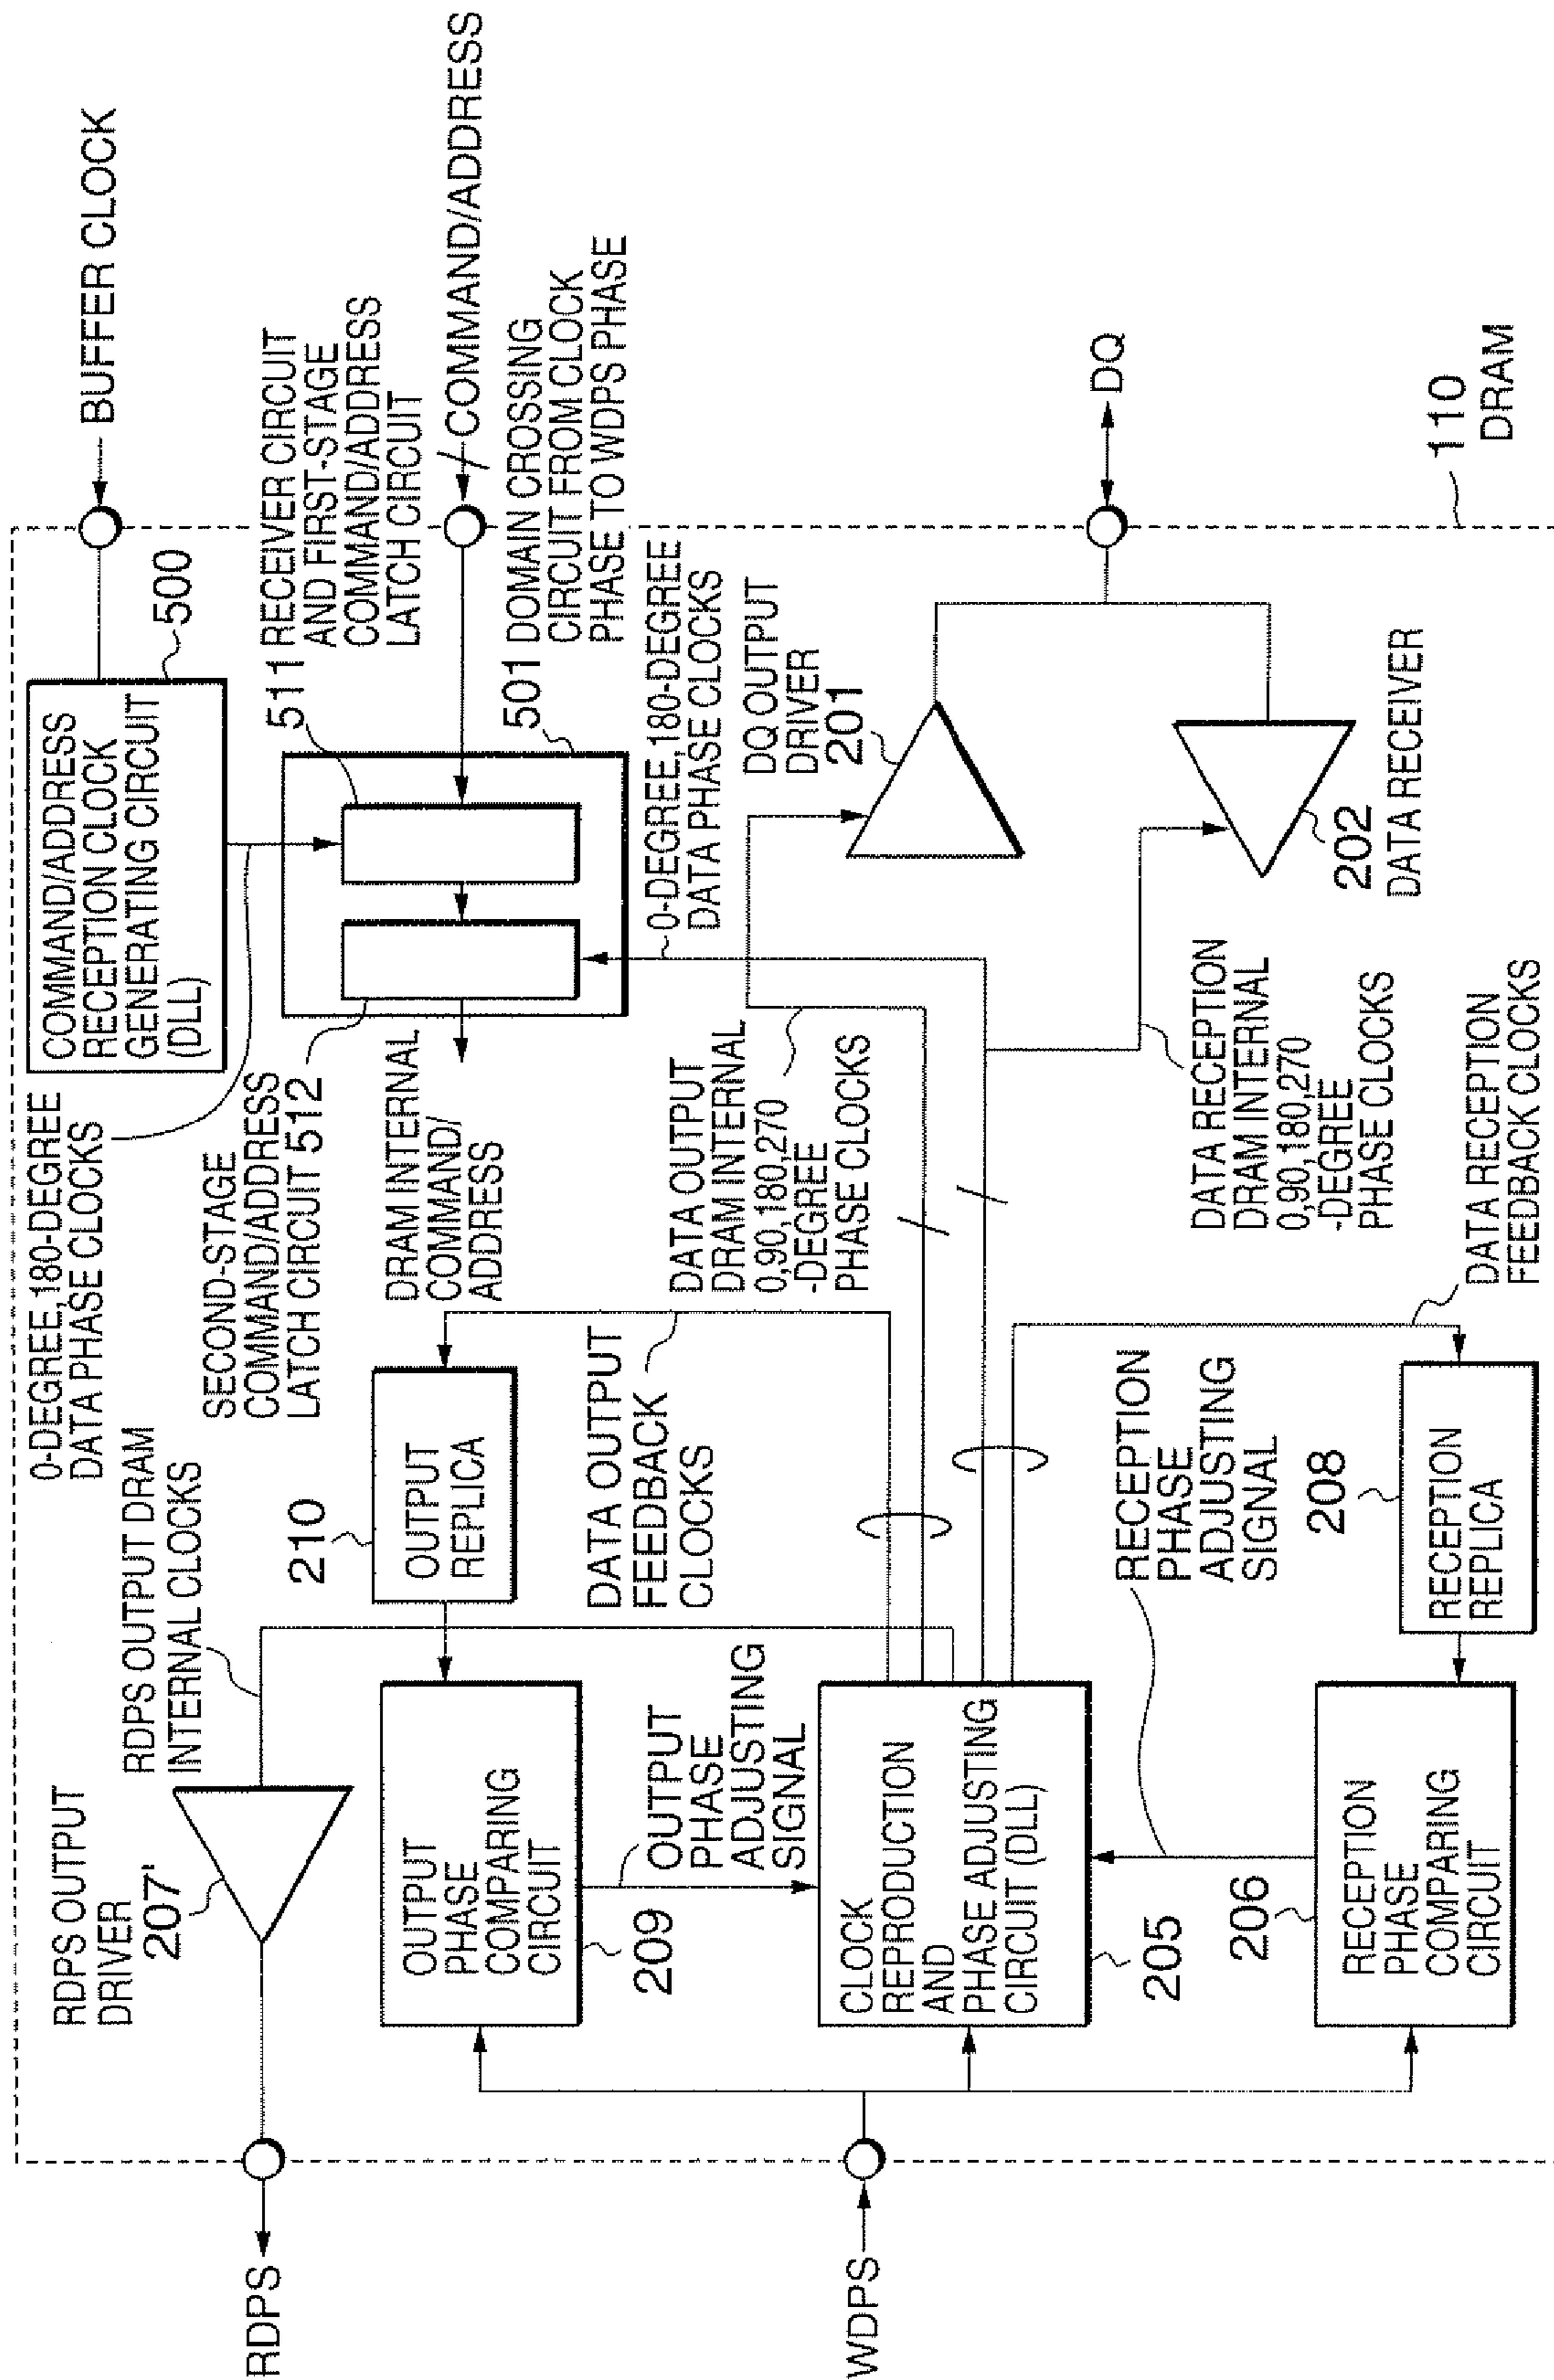 BUFFER CLOCK
COMMAND/ADDRESS
DQ
110
DRAM
COMMAND/ADDRESS
RECEPTION CLOCK
GENERATING CIRCUIT
(DLL)
500
511 RECEIVER CIRCUIT
AND FIRST-STAGE
COMMAND/ADDRESS
LATCH CIRCUIT
501 DOMAIN CROSSING
CIRCUIT FROM CLOCK
PHASE TO WDPS PHASE
0-DEGREE,180-DEGREE
DATA PHASE CLOCKS
DQ OUTPUT
DRIVER
201
202
DATA RECEIVER
0-DEGREE,180-DEGREE
DATA PHASE CLOCKS
SECOND-STAGE
COMMAND/ADDRESS
LATCH CIRCUIT 512
DRAM INTERNAL
COMMAND/
ADDRESS
DATA OUTPUT
DRAM INTERNAL
0,90,180,270
-DEGREE
PHASE CLOCKS
DATA RECEPTION
DRAM INTERNAL
0,90,180,270
-DEGREE
PHASE CLOCKS
DATA RECEPTION
FEEDBACK CLOCKS
RDPS OUTPUT DRAM
INTERNAL CLOCKS
210
OUTPUT
REPLICA
DATA OUTPUT
FEEDBACK
CLOCKS
RECEPTION
PHASE
ADJUSTING
SIGNAL
208
RECEPTION
REPLICA
RDPS OUTPUT
DRIVER
207'
OUTPUT
PHASE
COMPARING
CIRCUIT
209
OUTPUT
PHASE
ADJUSTING
SIGNAL
CLOCK
REPRODUCTION
AND
PHASE ADJUSTING
CIRCUIT (DLL)
205
206
RECEPTION
PHASE
COMPARING
CIRCUIT
RDPS
WDPS